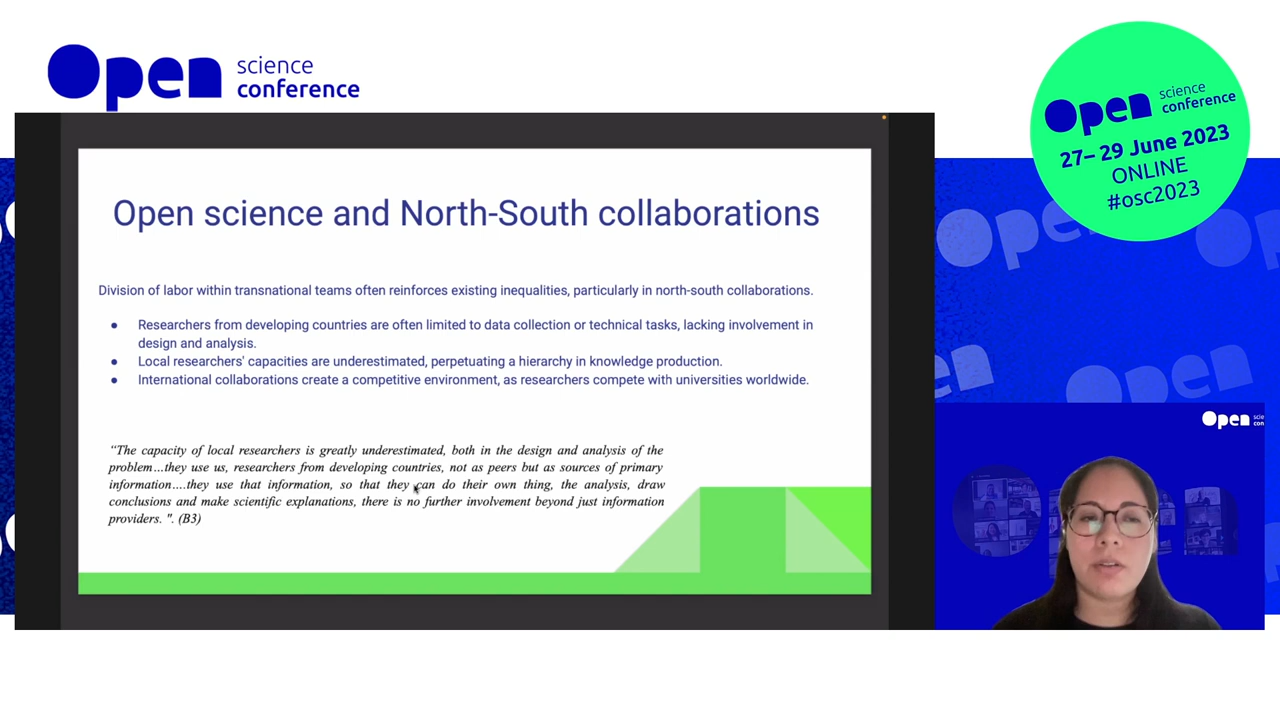 Open science
conference
Open science
conference
27– 29 June 2023
ONLINE
#osc2023
Open science and North-South collaborations
Division of labor within transnational teams often reinforces existing inequalities, particularly in north-south collaborations.
● Researchers from developing countries are often limited to data collection or technical tasks, lacking involvement in
design and analysis.
● Local researchers' capacities are underestimated, perpetuating a hierarchy in knowledge production.
● International collaborations create a competitive environment, as researchers compete with universities worldwide.
“The capacity of local researchers is greatly underestimated, both in the design and analysis of the
problem…they use us, researchers from developing countries, not as peers but as sources of primary
information….they use that information, so that they can do their own thing, the analysis, draw
conclusions and make scientific explanations, there is no further involvement beyond just information
providers. ". (B3)
Open
Open
Open scie
con